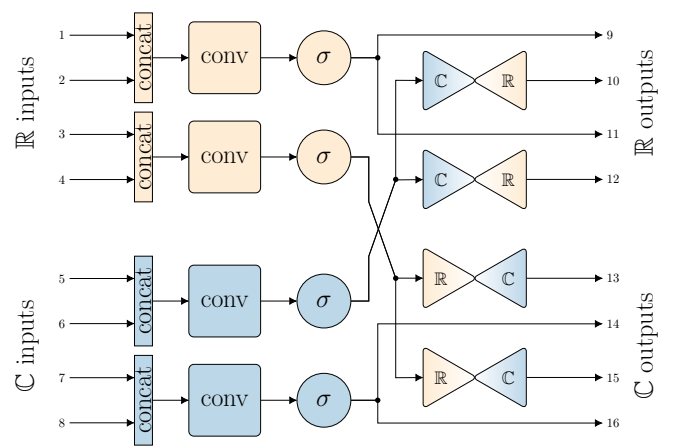 ℝ inputs
1
2
concat
conv
σ
3
4
concat
conv
σ
ℂ inputs
5
6
concat
conv
σ
7
8
concat
conv
σ
ℂ ℝ
ℂ ℝ
ℝ ℂ
ℝ ℂ
9
10
11
12
ℝ outputs
13
14
15
16
ℂ outputs